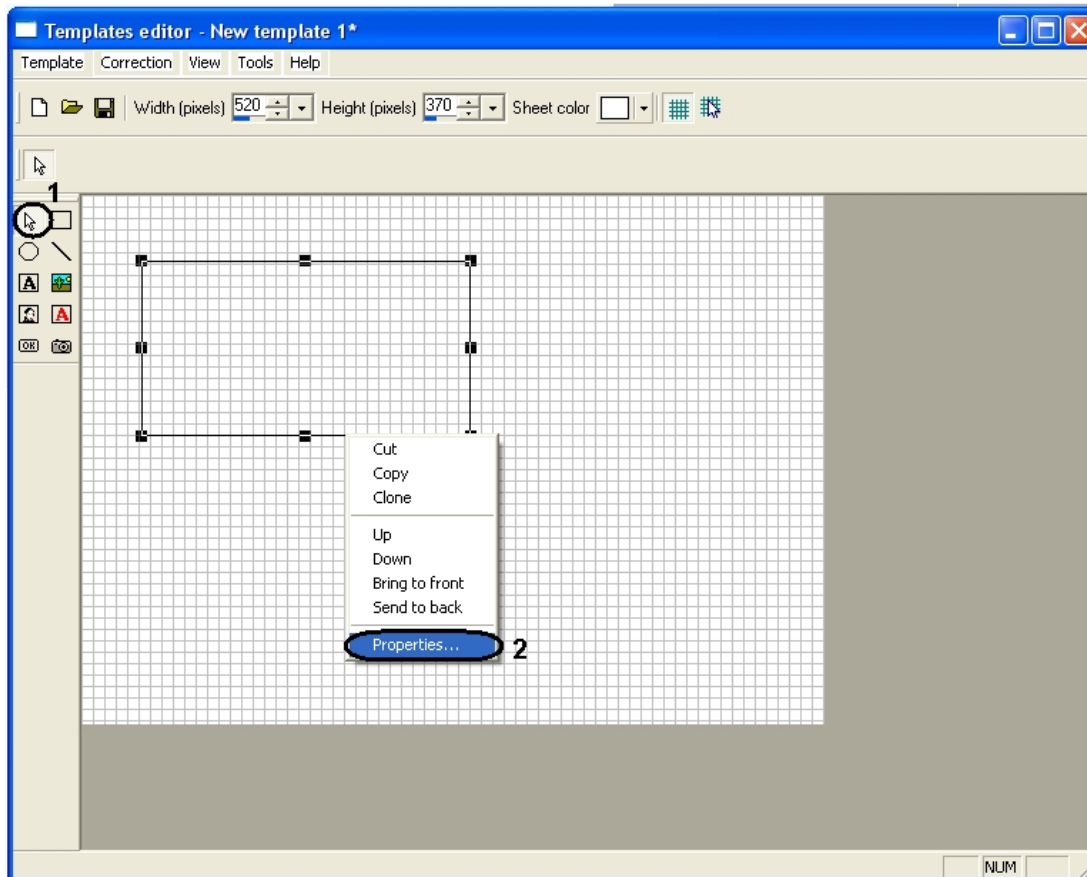 Templates editor - New template 1*
Template Correction View Tools Help
Width (pixels) 520 Height (pixels) 370 Sheet color
1
A
A
OK
Cut
Copy
Clone
Up
Down
Bring to front
Send to back
Properties... 2
NUM